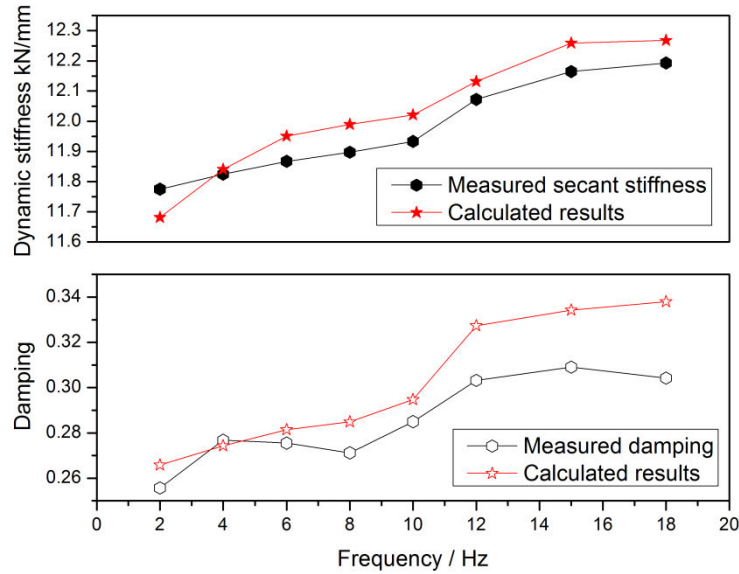 Dynamic stiffness kN/mm
12.3
12.2
12.1
12.0
11.9
11.8
11.7
11.6
Measured secant stiffness
Calculated results
Damping
0.34
0.32
0.30
0.28
0.26
Measured damping
Calculated results
0 2 4 6 8 10 12 14 16 18 20
Frequency / Hz